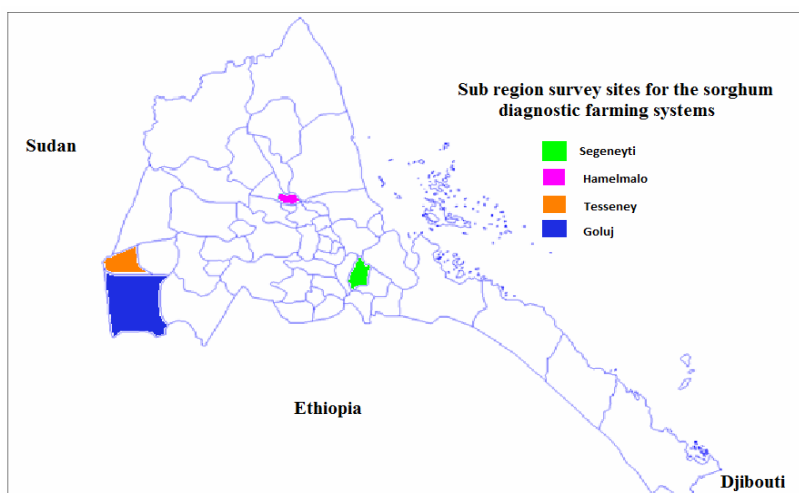 Sub region survey sites for the sorghum
diagnostic farming systems
Sudan
Segeneyti
Hamelmalo
Tesseney
Goluj
Ethiopia
Djibouti